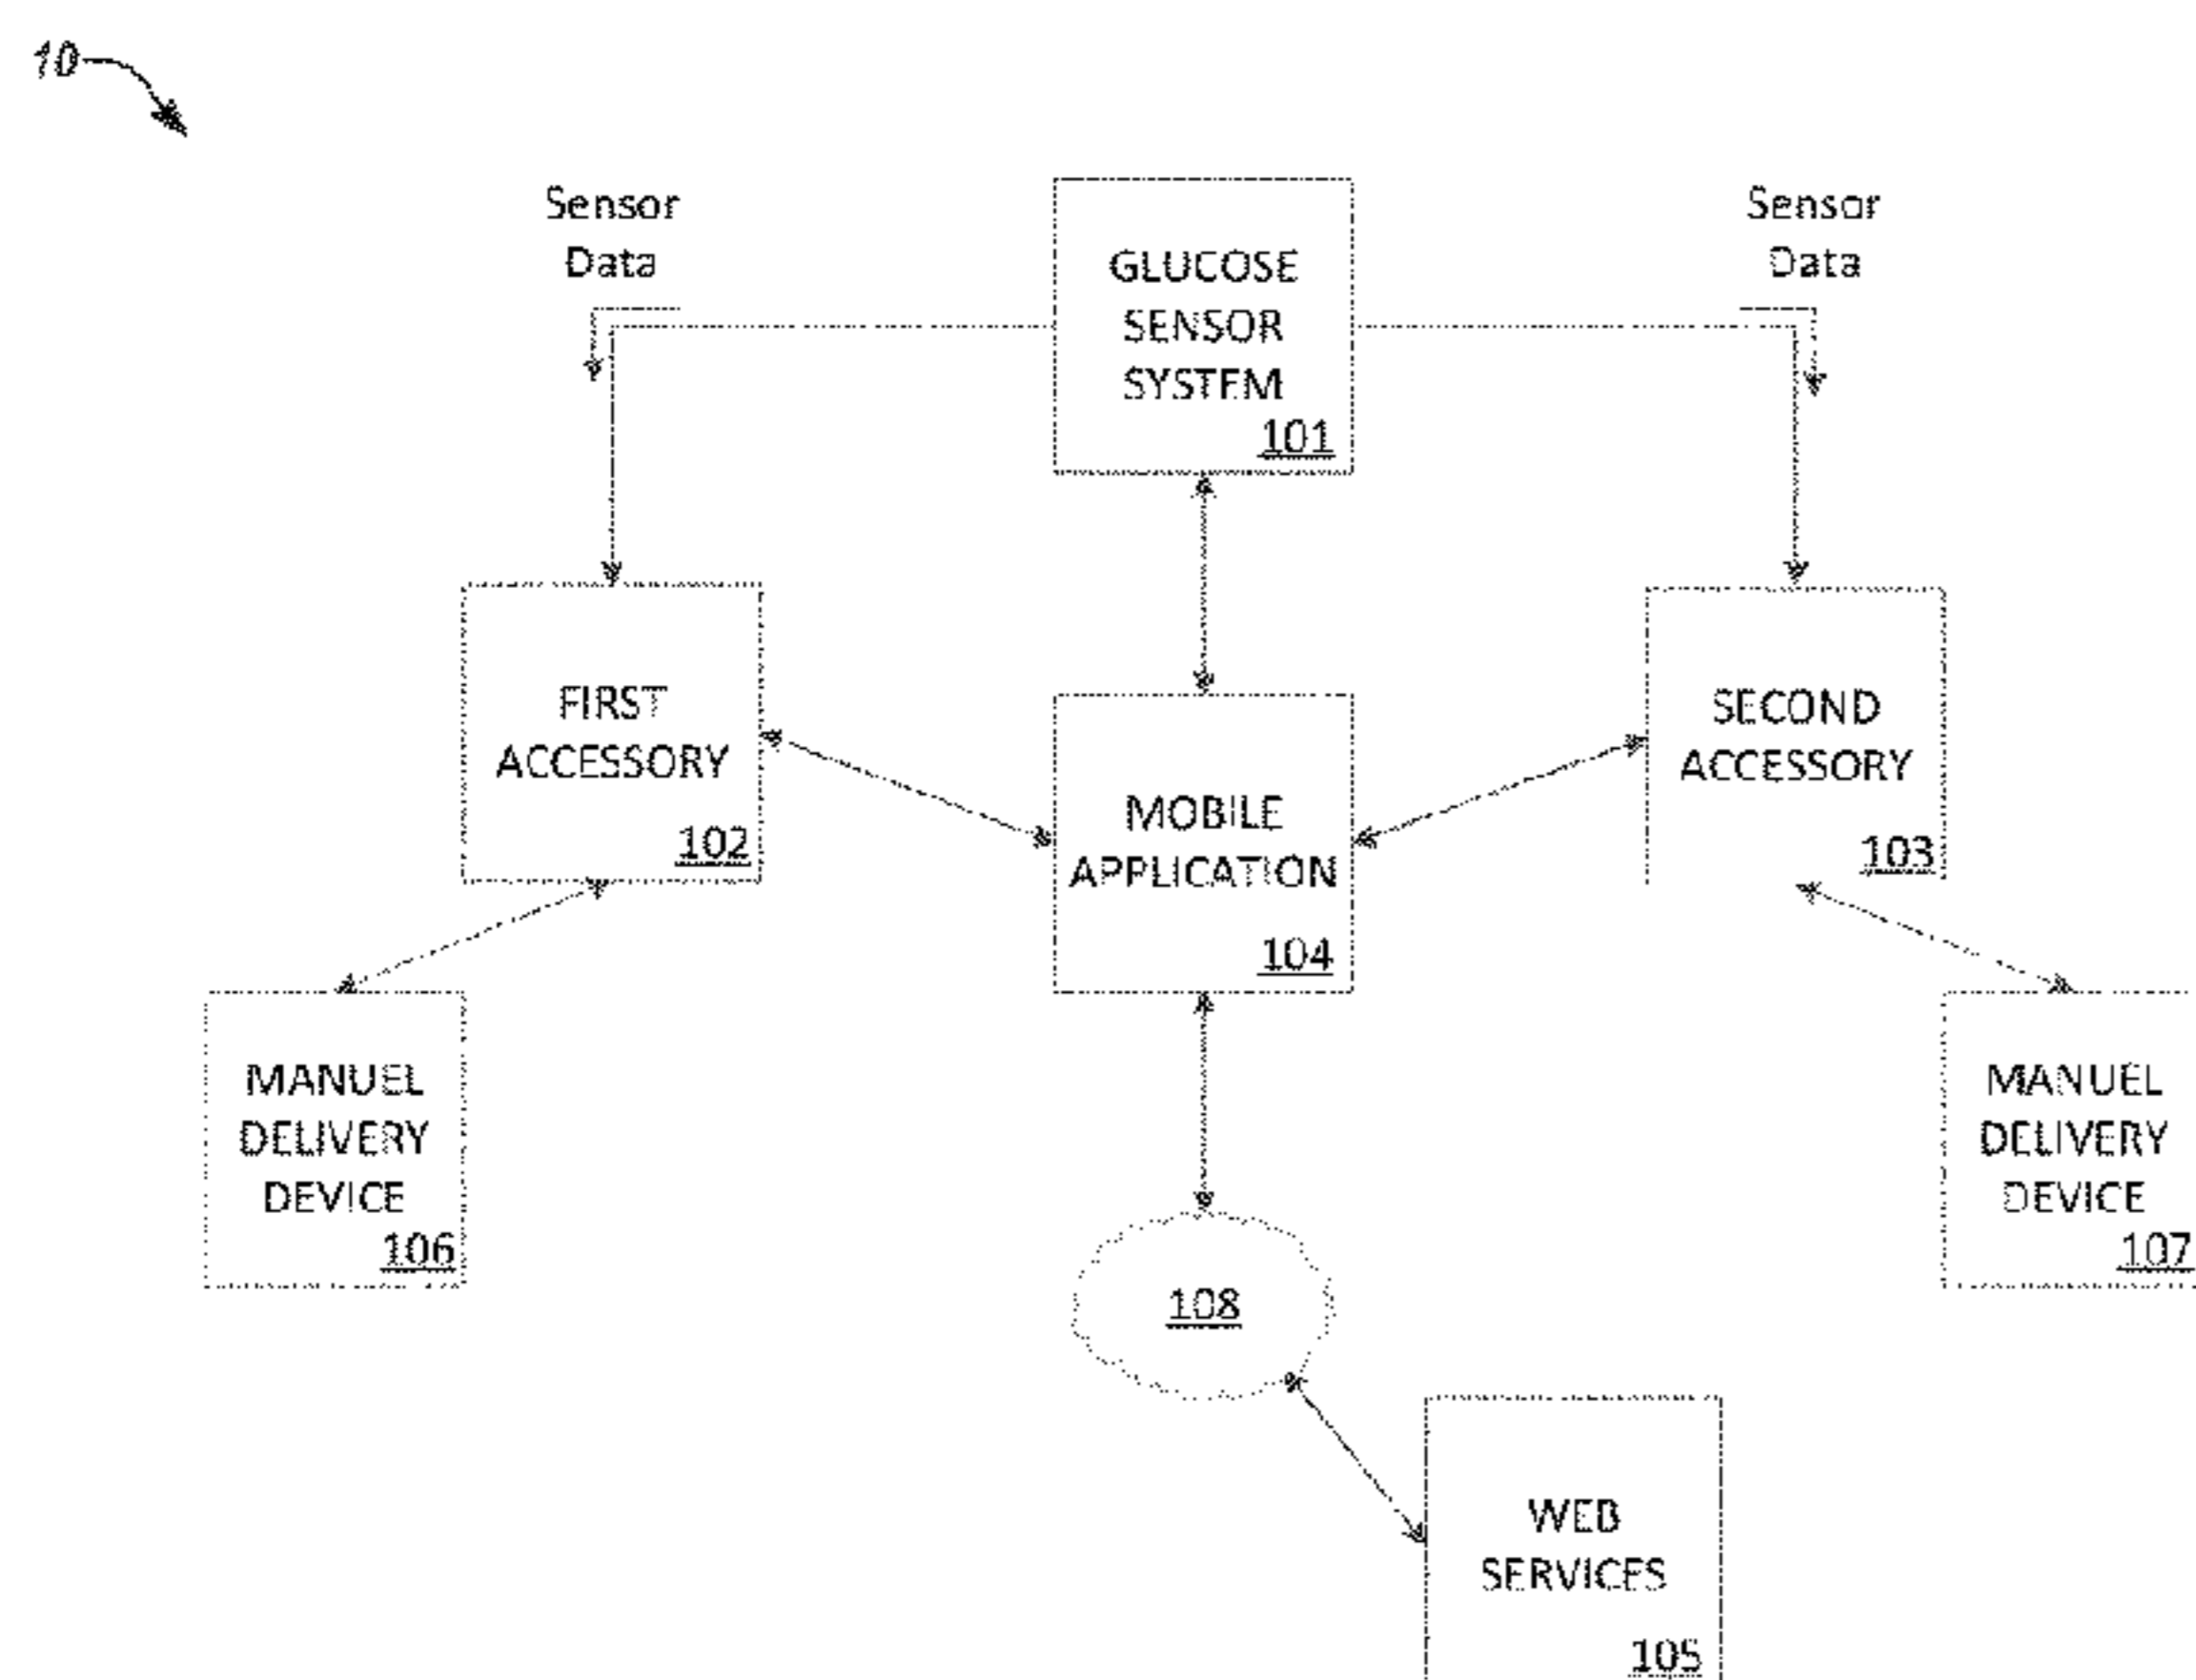 10
Sensor
Data
GLUCOSE
SENSOR
SYSTEM
101
Sensor
Data
FIRST
ACCESSORY
102
MOBILE
APPLICATION
104
SECOND
ACCESSORY
103
MANUEL
DELIVERY
DEVICE
106
MANUEL
DELIVERY
DEVICE
107
108
WEB
SERVICES
105